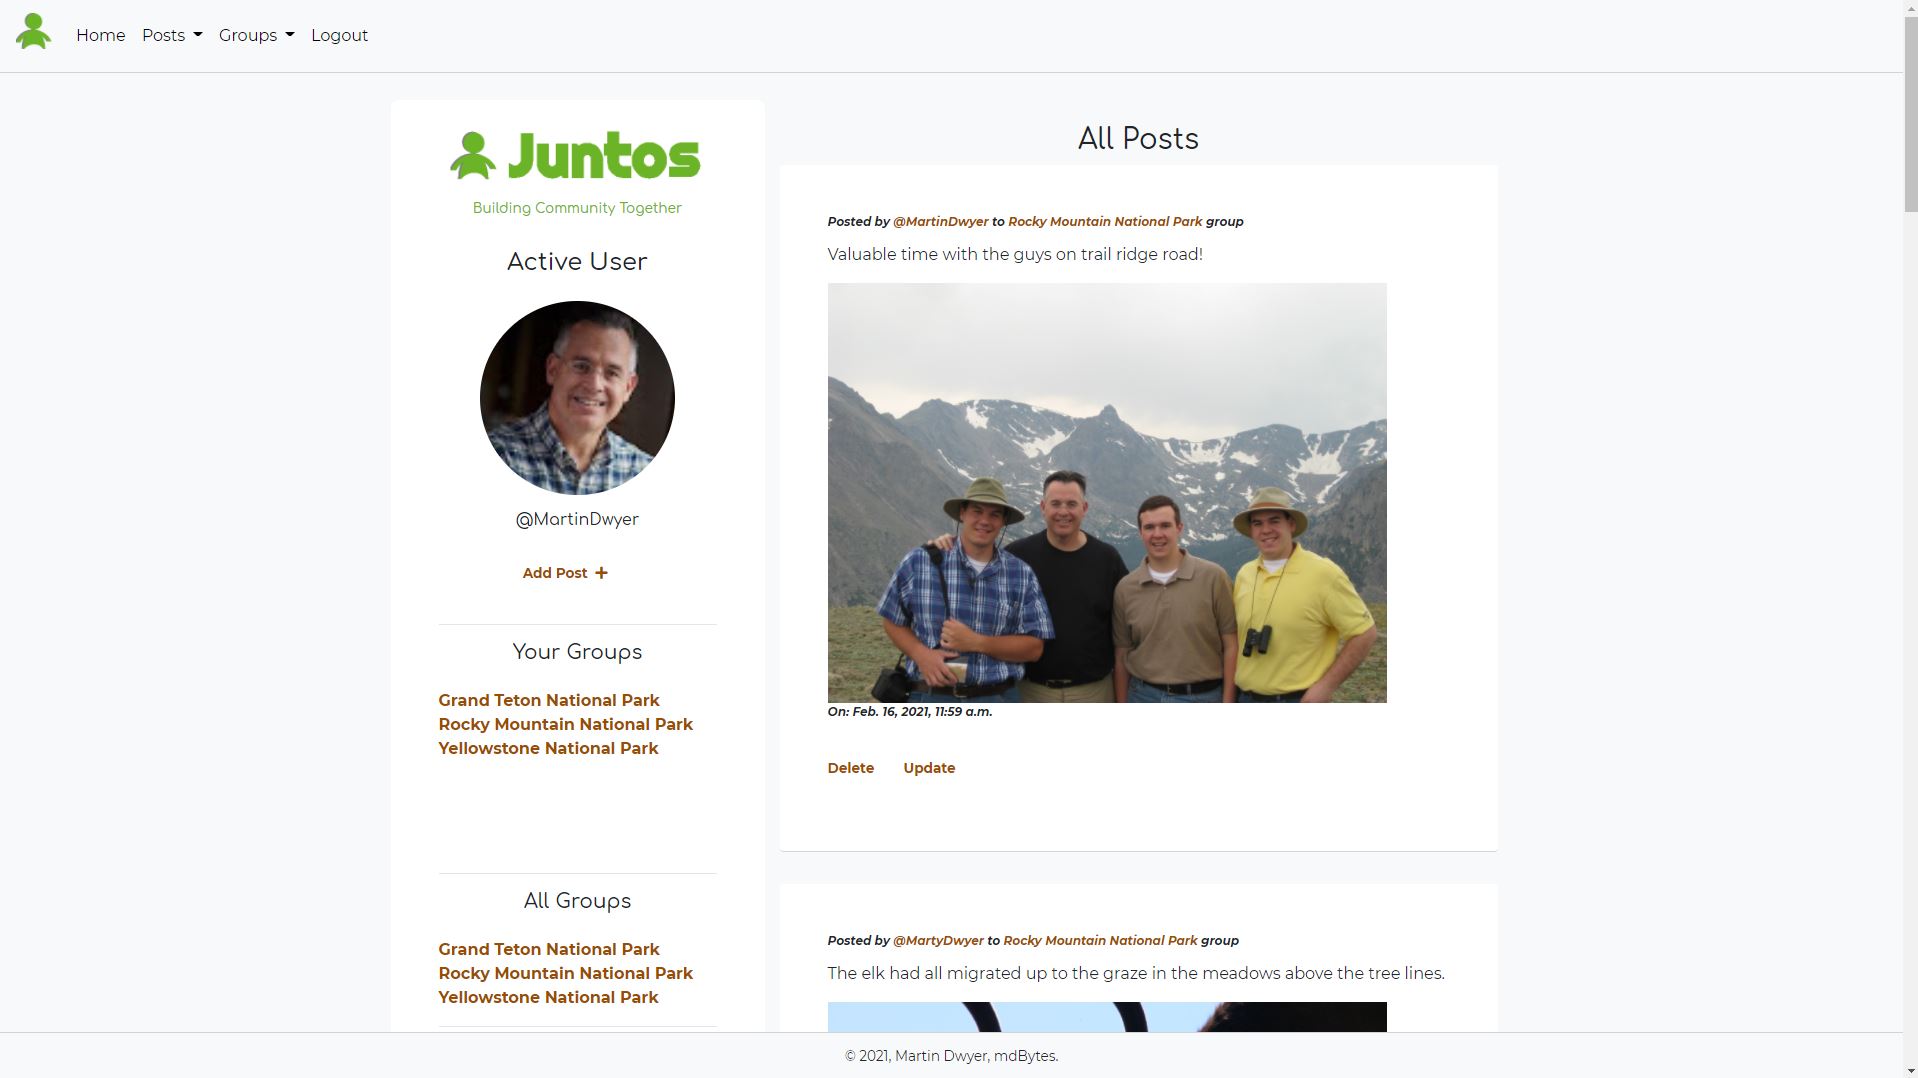 Home
Posts
Groups
Logout
Juntos
Building Community Together
Active User
@MartinDwyer
Add Post +
Your Groups
Grand Teton National Park
Rocky Mountain National Park
Yellowstone National Park
All Groups
Grand Teton National Park
Rocky Mountain National Park
Yellowstone National Park
All Posts
Posted by @MartinDwyer to Rocky Mountain National Park group
Valuable time with the guys on trail ridge road!
On: Feb. 16, 2021, 11:59 a.m.
Delete
Update
Posted by @MartyDwyer to Rocky Mountain National Park group
The elk had all migrated up to the graze in the meadows above the tree lines.
© 2021, Martin Dwyer, mdBytes.